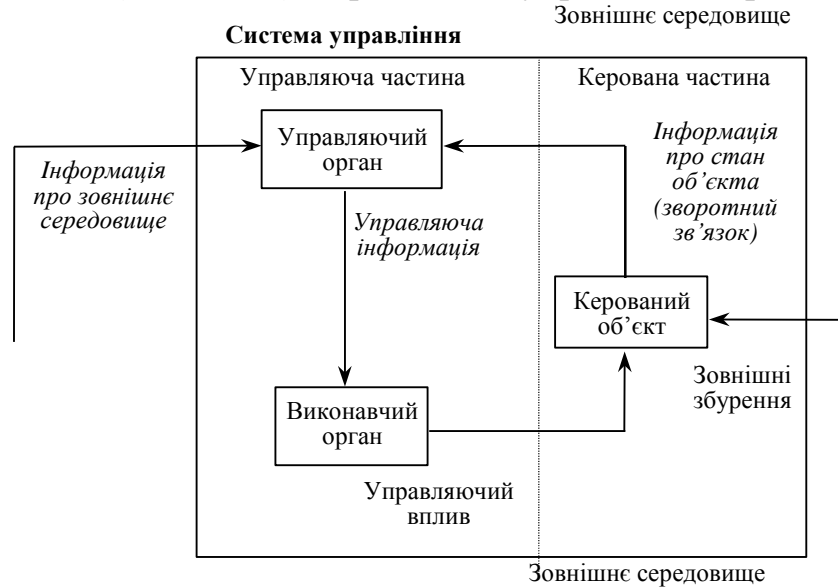 Зовнішнє середовище
Система управління
Управляюча частина
Керована частина
Управляючий
орган
Інформація
про стан
об’єкта
(зворотний
зв’язок)
Інформація
про зовнішнє
середовище
Управляюча
інформація
Керований
об’єкт
Зовнішні
збурення
Виконавчий
орган
Управляючий
вплив
Зовнішнє середовище